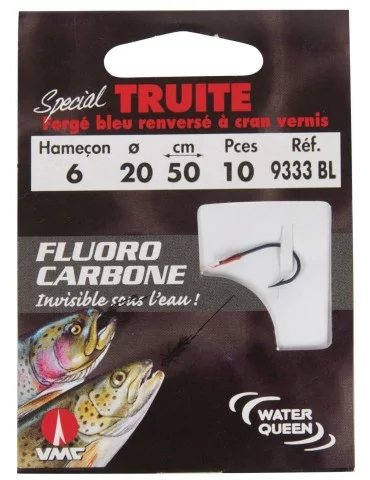 Special TRUITE
Forgé bleu renversé à cran vernis
Hameçon ø cm Pces Réf.
6 20 50 10 9333 BL
FLUORO
CARBONE
Invisible sous l'eau !
WATER
QUEEN
VMC